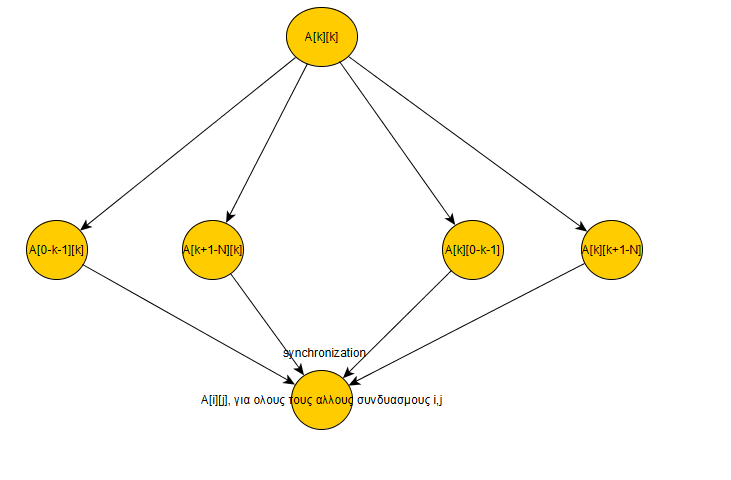 A[k][k]
A[0-k-1][k]
A[k+1-N][k]
A[k][0-k-1]
A[k][k+1-N]
synchronization
A[i][j], για ολους τους αλλους συνδυασμους i,j